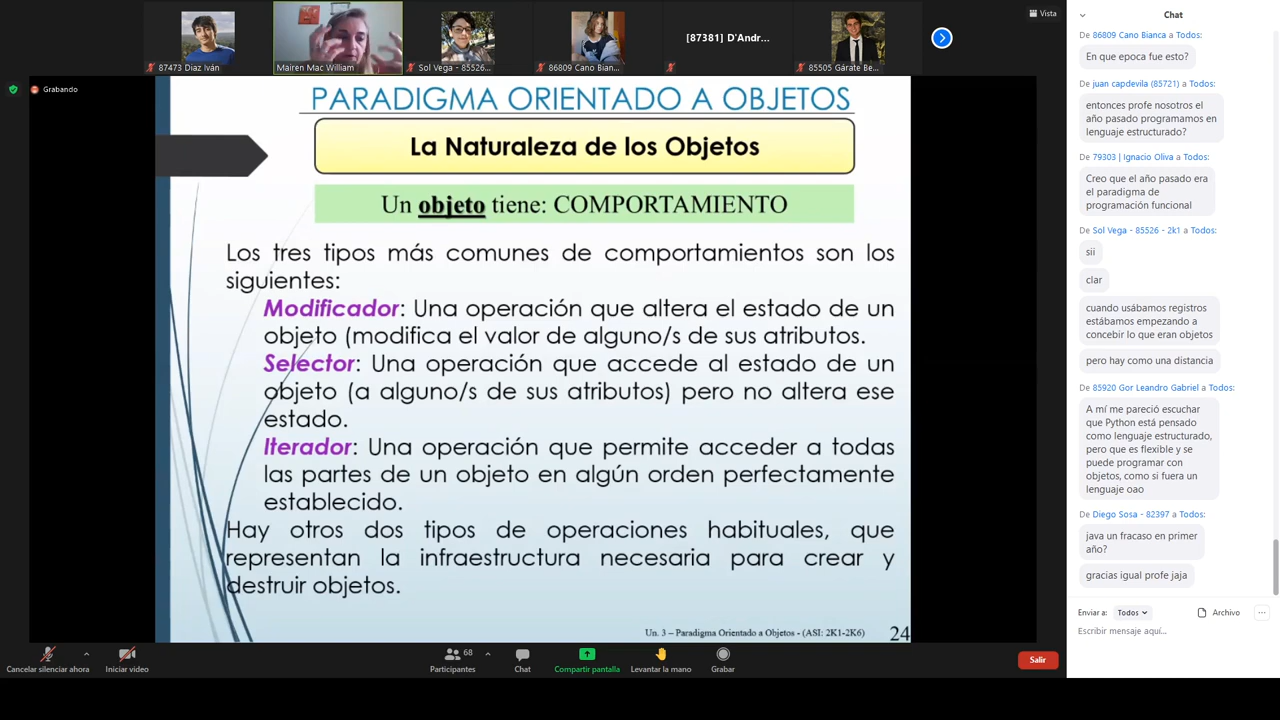 87473 Diaz Iván
Mairen Mac William
Sol Vega - 85526...
86809 Cano Bian...
[87381] D'Andr...
85505 Gárate Be...
Vista
Grabando
PARADIGMA ORIENTADO A OBJETOS
La Naturaleza de los Objetos
Un objeto tiene: COMPORTAMIENTO
Los tres tipos más comunes de comportamientos son los
siguientes:
Modificador: Una operación que altera el estado de un
objeto (modifica el valor de alguno/s de sus atributos.
Selector: Una operación que accede al estado de un
objeto (a alguno/s de sus atributos) pero no altera ese
estado.
Iterador: Una operación que permite acceder a todas
las partes de un objeto en algún orden perfectamente
establecido.
Hay otros dos tipos de operaciones habituales, que
representan la infraestructura necesaria para crear y
destruir objetos.
Un. 3 – Paradigma Orientado a Objetos - (ASI: 2K1-2K6)
24
Cancelar silenciar ahora
Iniciar video
68
Participantes
Chat
Compartir pantalla
Levantar la mano
Grabar
Salir
Chat
De 86809 Cano Bianca a Todos:
En que epoca fue esto?
De juan capdevila (85721) a Todos:
entonces profe nosotros el
año pasado programamos en
lenguaje estructurado?
De 79303 | Ignacio Oliva a Todos:
Creo que el año pasado era
el paradigma de
programación funcional
De Sol Vega - 85526 - 2k1 a Todos:
sii
clar
cuando usábamos registros
estábamos empezando a
concebir lo que eran objetos
pero hay como una distancia
De 85920 Gor Leandro Gabriel a Todos:
A mí me pareció escuchar
que Python está pensado
como lenguaje estructurado,
pero que es flexible y se
puede programar con
objetos, como si fuera un
lenguaje oao
De Diego Sosa - 82397 a Todos:
java un fracaso en primer
año?
gracias igual profe jaja
Enviar a:
Todos
Archivo
...
Escribir mensaje aquí...